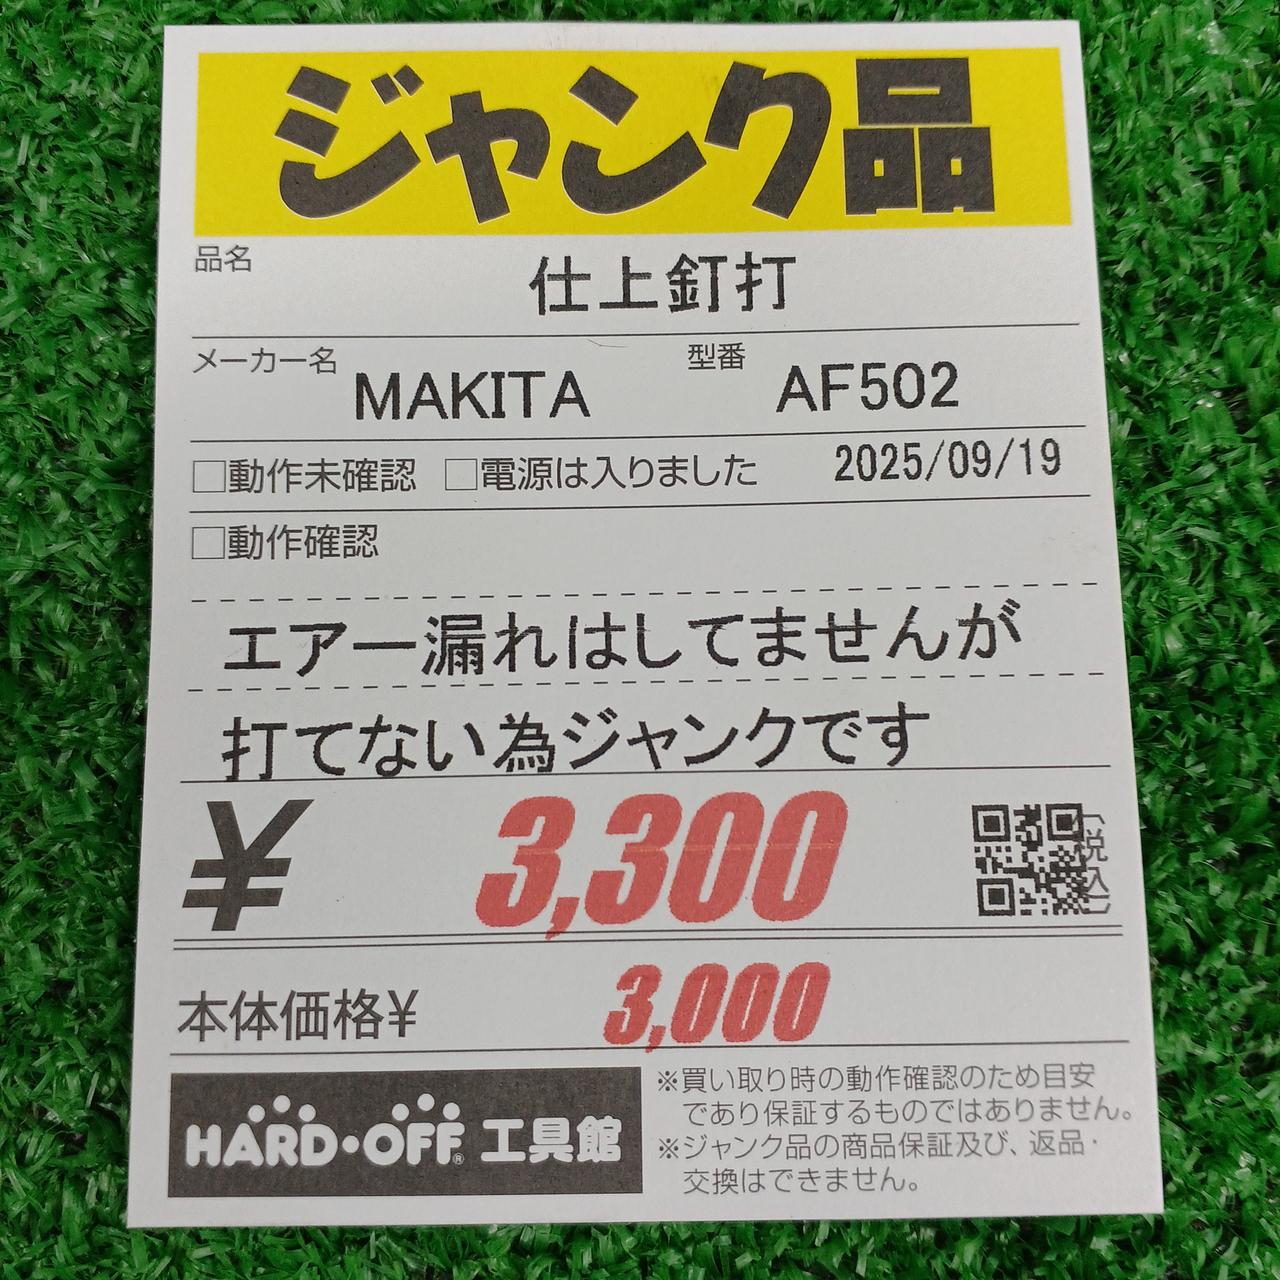 ジャンク品
品名 仕上釘打
メーカー名 MAKITA 型番 AF502
□動作未確認 □電源は入りました 2025/09/19
□動作確認
エアー漏れはしてませんが
打てない為ジャンクです
¥ 3,300 (税込)
本体価格¥ 3,000
HARD・OFF® 工具館
※買い取り時の動作確認のため目安
であり保証するものではありません。
※ジャンク品の商品保証及び、返品・
交換はできません。